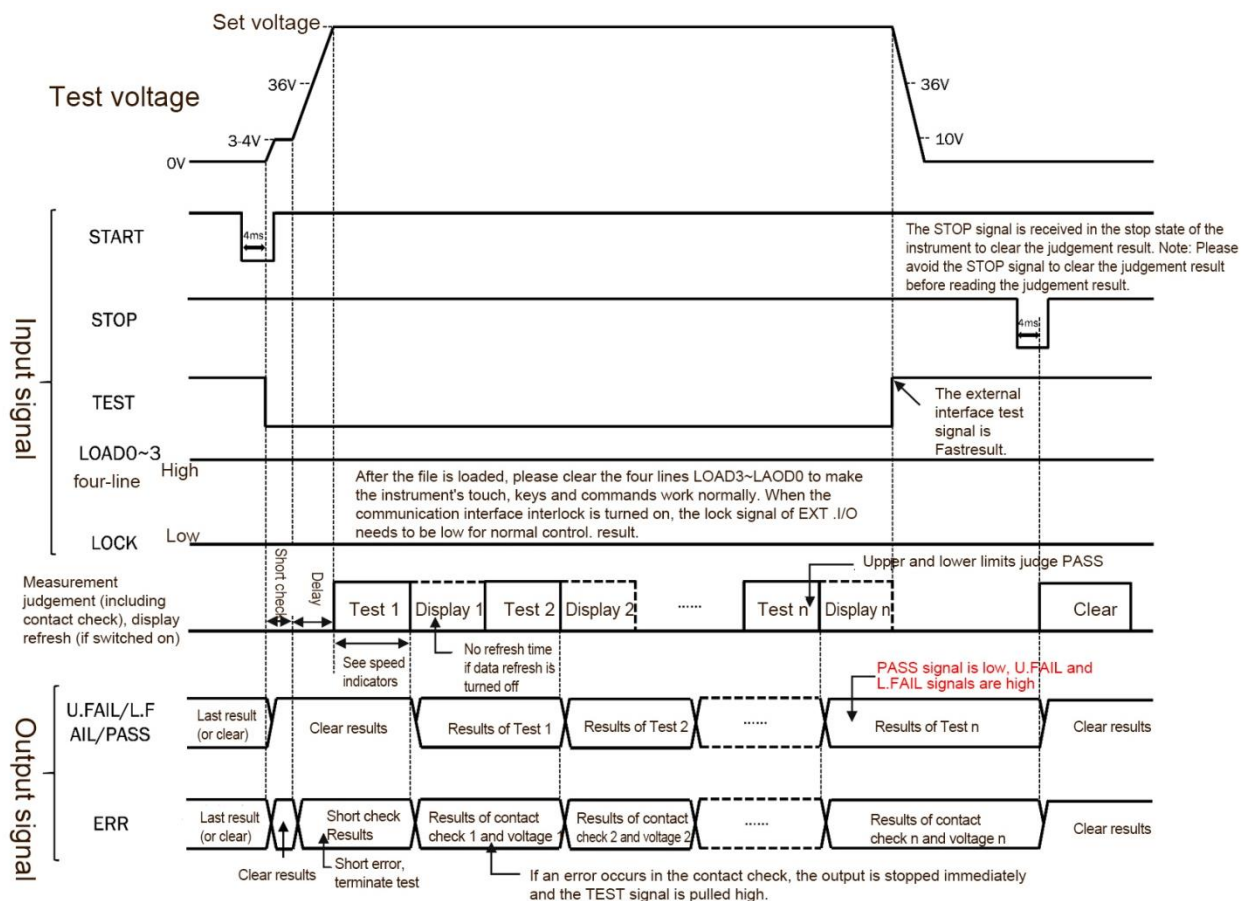 Set voltage
36V
Test voltage
3-4V
0V
36V
10V
Input signal
START
4ms
The STOP signal is received in the stop state of the
instrument to clear the judgement result. Note: Please
avoid the STOP signal to clear the judgement result
before reading the judgement result.
STOP
4ms
TEST
The external
interface test
signal is
Fastresult.
LOAD0~3
four-line
High
After the file is loaded, please clear the four lines LOAD3~LAOD0 to make
the instrument's touch, keys and commands work normally. When the
communication interface interlock is turned on, the lock signal of EXT .I/O
needs to be low for normal control. result.
LOCK
Low
Short check
Delay
Upper and lower limits judge PASS
Measurement
judgement (including
contact check), display
refresh (if switched on)
Test 1
Display 1
Test 2
Display 2
......
Test n
Display n
Clear
See speed
indicators
No refresh time
if data refresh is
turned off
PASS signal is low, U.FAIL and
L.FAIL signals are high
Output signal
U.FAIL/L.F
AIL/PASS
Last result
(or clear)
Clear results
Results of Test 1
Results of Test 2
......
Results of Test n
Clear results
ERR
Last result
(or clear)
Short check
Results
Results of contact
check 1 and voltage 1
Results of contact
check 2 and voltage 2
......
Results of contact
check n and voltage n
Clear results
Clear results
Short error,
terminate test
If an error occurs in the contact check, the output is stopped immediately
and the TEST signal is pulled high.